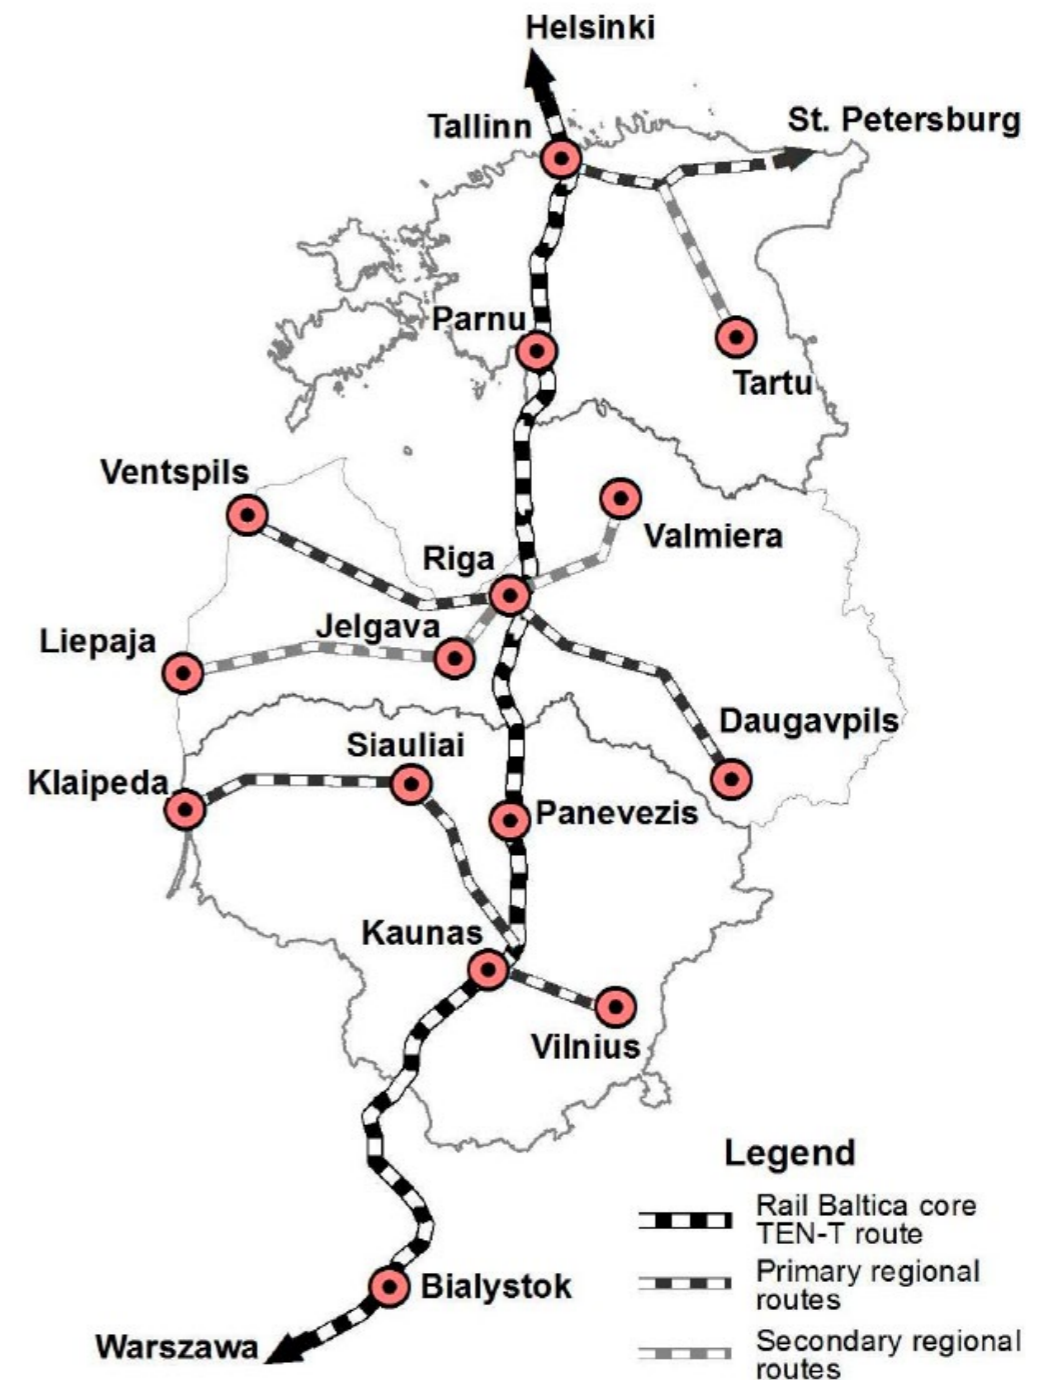 Helsinki
Tallinn
St. Petersburg
Parnu
Tartu
Ventspils
Valmiera
Riga
Jelgava
Liepaja
Daugavpils
Siauliai
Klaipeda
Panevezis
Kaunas
Vilnius
Legend
Rail Baltica core
TEN-T route
Primary regional
routes
Secondary regional
routes
Bialystok
Warszawa